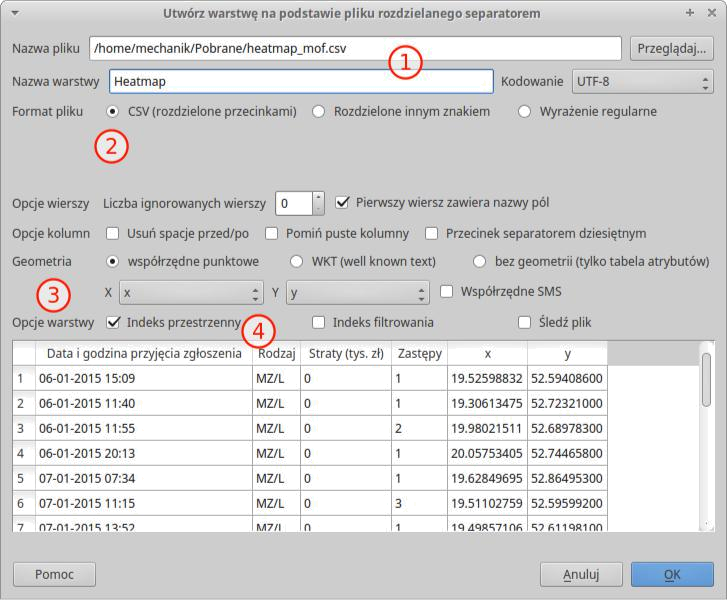 Utwórz warstwę na podstawie pliku rozdzielanego separatorem
Nazwa pliku /home/mechanik/Pobrane/heatmap_mof.csv Przeglądaj...
1
Nazwa warstwy Heatmap Kodowanie UTF-8
Format pliku CSV (rozdzielone przecinkami) Rozdzielone innym znakiem Wyrażenie regularne
2
Opcje wierszy Liczba ignorowanych wierszy 0 Pierwszy wiersz zawiera nazwy pól
Opcje kolumn Usuń spacje przed/po Pomiń puste kolumny Przecinek separatorem dziesiętnym
Geometria współrzędne punktowe WKT (well known text) bez geometrii (tylko tabela atrybutów)
3 X x Y y Współrzędne SMS
Opcje warstwy Indeks przestrzenny 4 Indeks filtrowania Śledź plik
Data i godzina przyjęcia zgłoszenia Rodzaj Straty (tys. zł) Zastępy x y
1 06-01-2015 15:09 MZ/L 0 1 19.52598832 52.59408600
2 06-01-2015 11:40 MZ/L 0 1 19.30613475 52.72321000
3 06-01-2015 11:55 MZ/L 0 2 19.98021511 52.68978300
4 06-01-2015 20:13 MZ/L 0 1 20.05753405 52.74465800
5 07-01-2015 07:34 MZ/L 0 1 19.62849695 52.86495300
6 07-01-2015 11:15 MZ/L 0 3 19.51102759 52.59599200
7 07-01-2015 13:52 MZ/L 0 1 19.49857106 52.61198100
Pomoc Anuluj OK